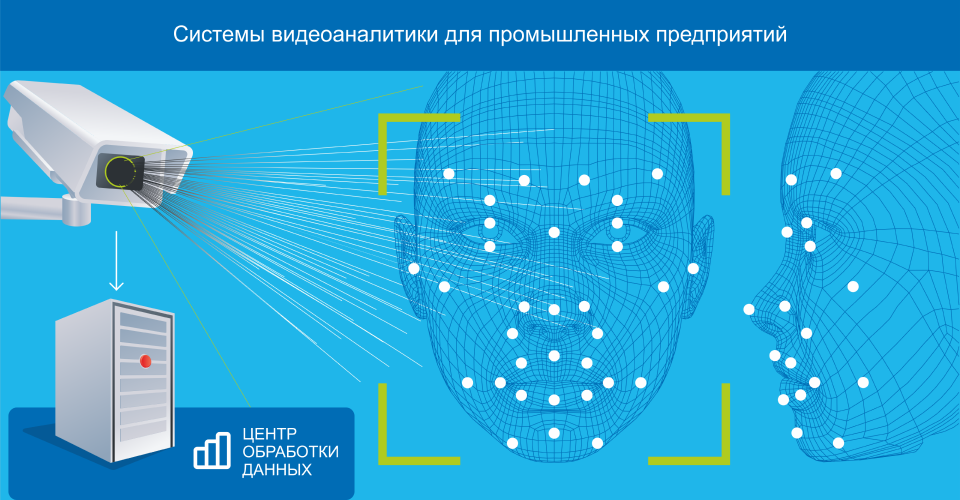 Системы видеоаналитики для промышленных предприятий
ЦЕНТР
ОБРАБОТКИ
ДАННЫХ